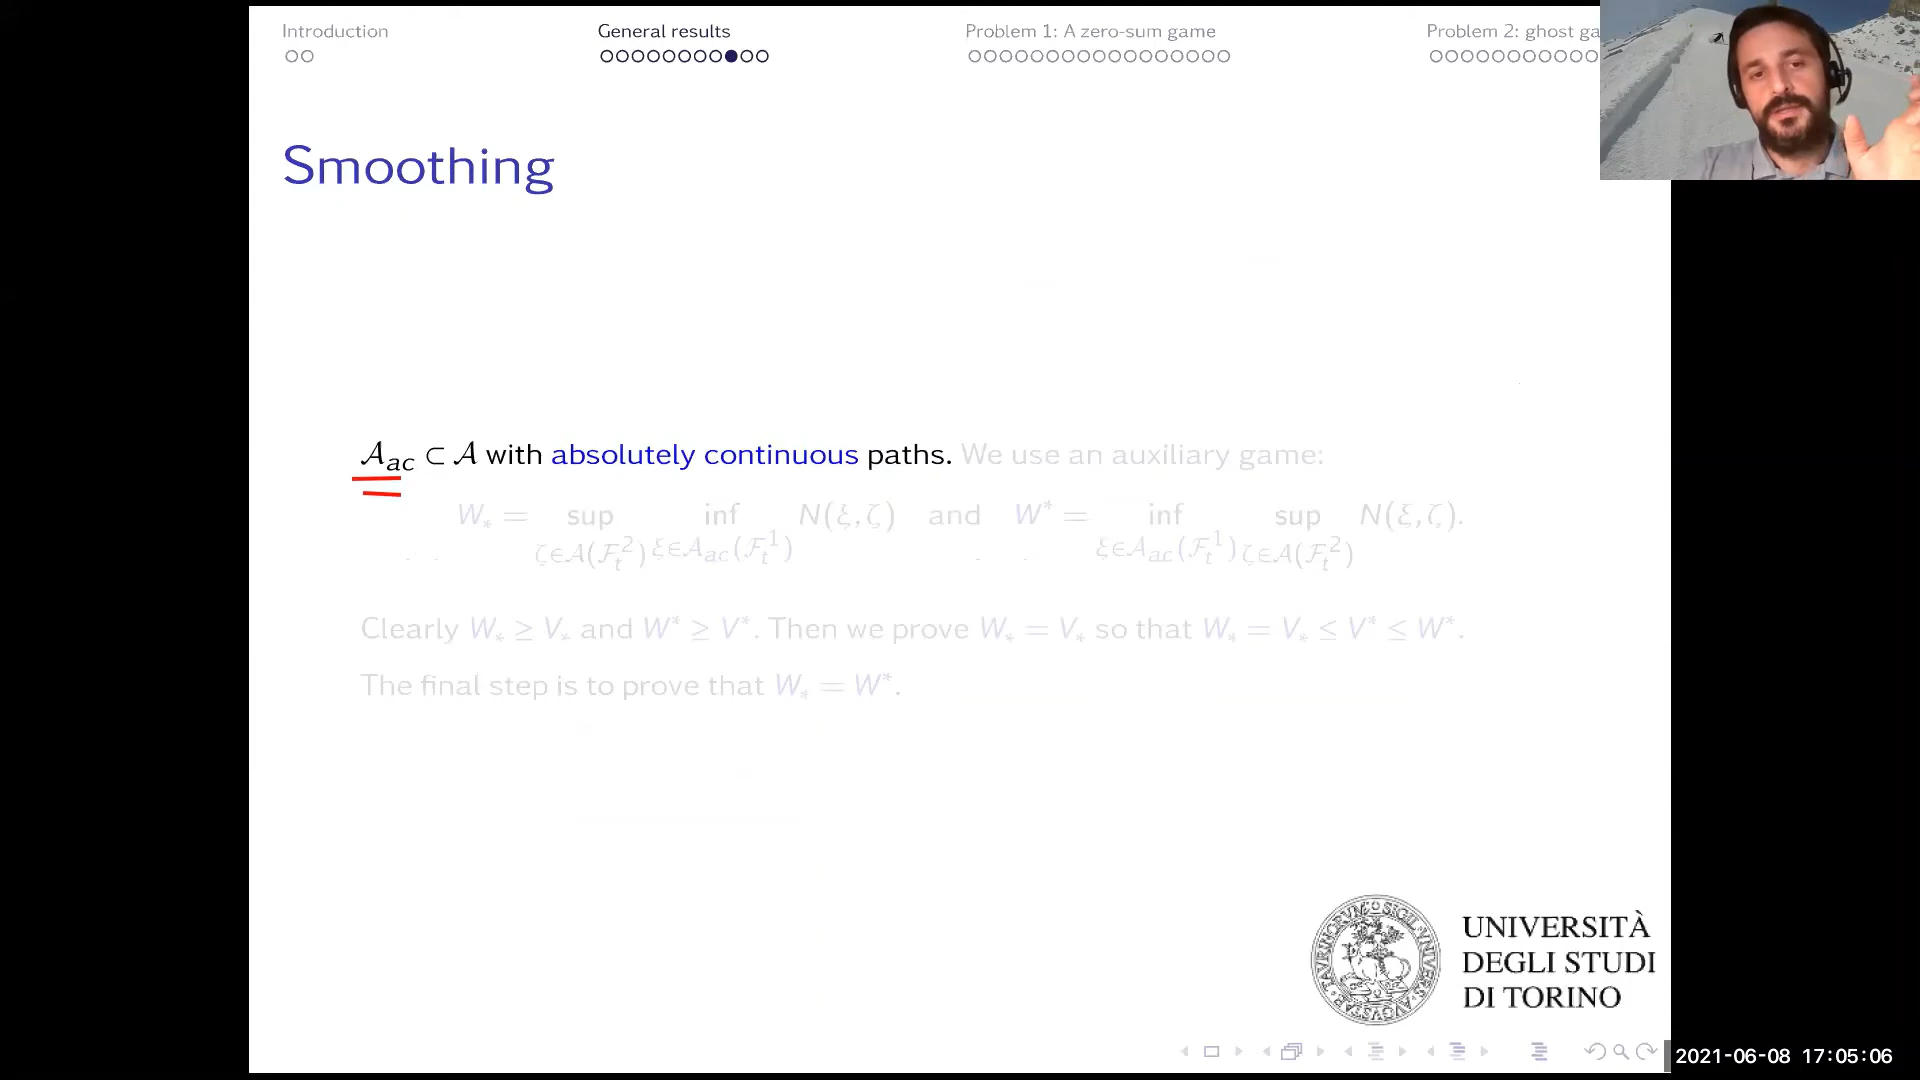 Introduction
General results
Problem 1: A zero-sum game
Problem 2: ghost ga
Smoothing
𝒜_ac ⊂ 𝒜 with absolutely continuous paths. We use an auxiliary game:
W_* = sup_{ζ∈𝒜(ℱ_t^2)} inf_{ξ∈𝒜_ac(ℱ_t^1)} N(ξ,ζ) and W^* = inf_{ξ∈𝒜_ac(ℱ_t^1)} sup_{ζ∈𝒜(ℱ_t^2)} N(ξ,ζ).
Clearly W_* ≥ V_* and W^* ≥ V^*. Then we prove W_* = V_* so that W_* = V_* ≤ V^* ≤ W^*.
The final step is to prove that W_* = W^*.
UNIVERSITÀ
DEGLI STUDI
DI TORINO
2021-06-08 17:05:06